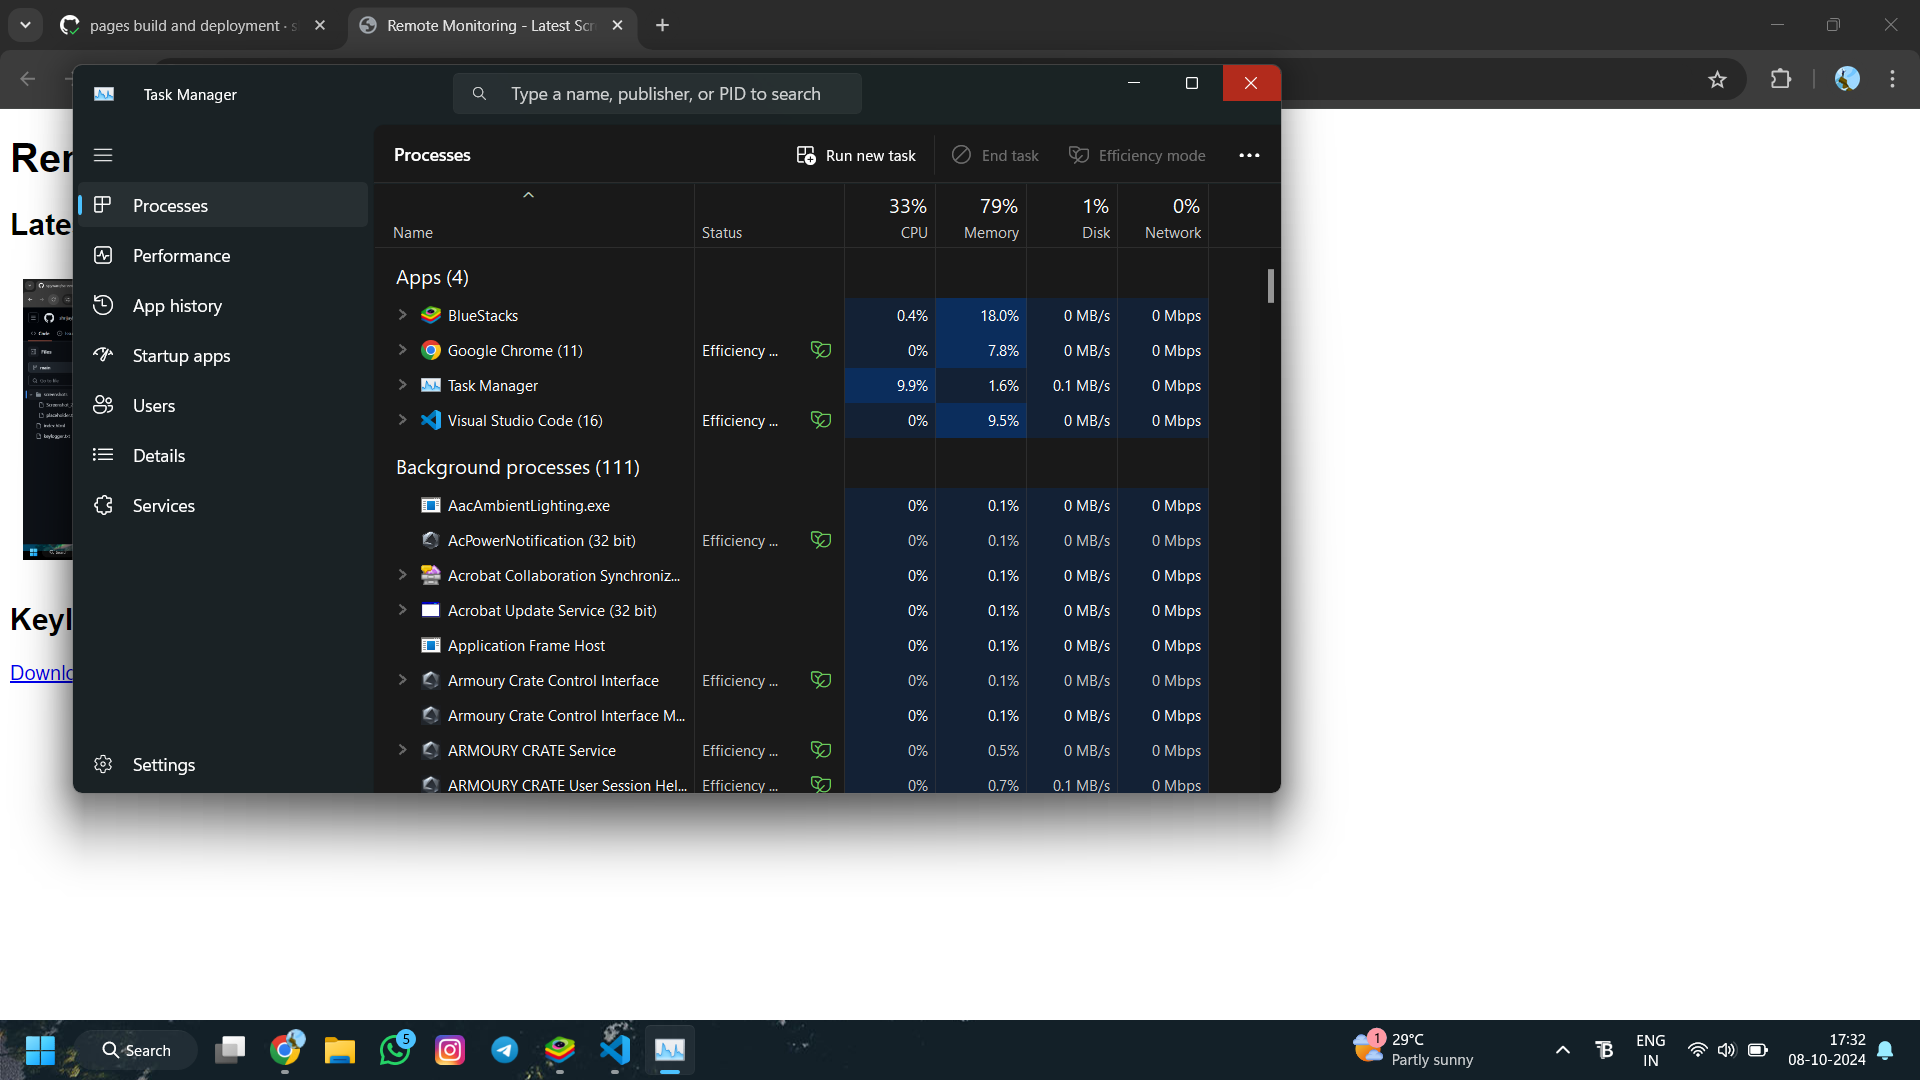 pages build and deployment · s
Remote Monitoring - Latest Scr
Task Manager
Type a name, publisher, or PID to search
Rem
Late
Keyl
Downlo
Processes
Performance
App history
Startup apps
Users
Details
Services
Settings
Processes
Run new task
End task
Efficiency mode
33% 79% 1% 0%
Name Status CPU Memory Disk Network
Apps (4)
BlueStacks 0.4% 18.0% 0 MB/s 0 Mbps
Google Chrome (11) Efficiency ... 0% 7.8% 0 MB/s 0 Mbps
Task Manager 9.9% 1.6% 0.1 MB/s 0 Mbps
Visual Studio Code (16) Efficiency ... 0% 9.5% 0 MB/s 0 Mbps
Background processes (111)
AacAmbientLighting.exe 0% 0.1% 0 MB/s 0 Mbps
AcPowerNotification (32 bit) Efficiency ... 0% 0.1% 0 MB/s 0 Mbps
Acrobat Collaboration Synchroniz... 0% 0.1% 0 MB/s 0 Mbps
Acrobat Update Service (32 bit) 0% 0.1% 0 MB/s 0 Mbps
Application Frame Host 0% 0.1% 0 MB/s 0 Mbps
Armoury Crate Control Interface Efficiency ... 0% 0.1% 0 MB/s 0 Mbps
Armoury Crate Control Interface M... 0% 0.1% 0 MB/s 0 Mbps
ARMOURY CRATE Service Efficiency ... 0% 0.5% 0 MB/s 0 Mbps
ARMOURY CRATE User Session Hel... Efficiency ... 0% 0.7% 0.1 MB/s 0 Mbps
Search
5
1
29°C
Partly sunny
ENG
IN
17:32
08-10-2024